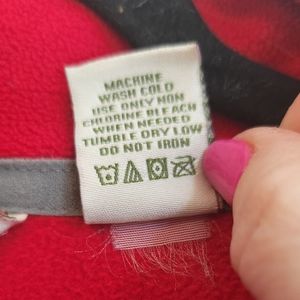 MACHINE
WASH COLD
USE ONLY NON
CHLORINE BLEACH
WHEN NEEDED
TUMBLE DRY LOW
DO NOT IRON